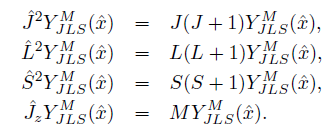 Ĵ²Y^M_{JLS}(x̂) = J(J + 1)Y^M_{JLS}(x̂),
L̂²Y^M_{JLS}(x̂) = L(L + 1)Y^M_{JLS}(x̂),
Ŝ²Y^M_{JLS}(x̂) = S(S + 1)Y^M_{JLS}(x̂),
Ĵ_zY^M_{JLS}(x̂) = MY^M_{JLS}(x̂).